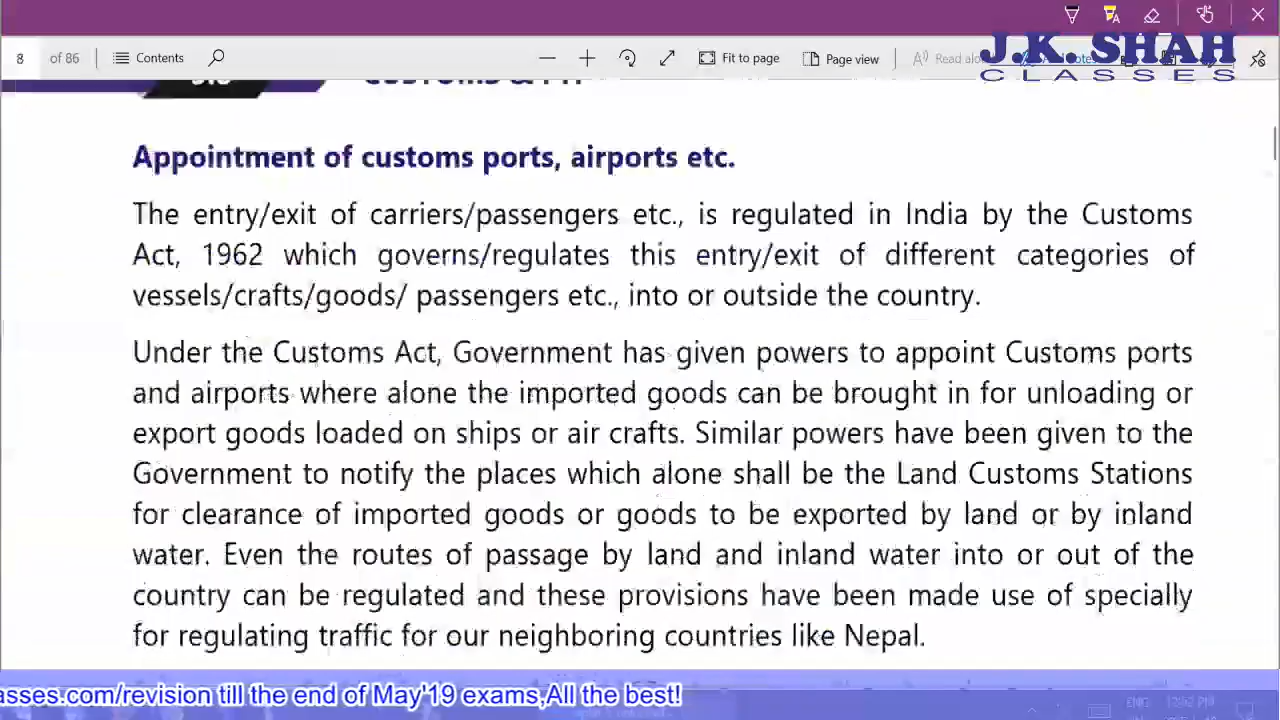 8 of 86 Contents Fit to page Page view Read alo
J.K. SHAH
CLASSES
Appointment of customs ports, airports etc.
The entry/exit of carriers/passengers etc., is regulated in India by the Customs
Act, 1962 which governs/regulates this entry/exit of different categories of
vessels/crafts/goods/ passengers etc., into or outside the country.
Under the Customs Act, Government has given powers to appoint Customs ports
and airports where alone the imported goods can be brought in for unloading or
export goods loaded on ships or air crafts. Similar powers have been given to the
Government to notify the places which alone shall be the Land Customs Stations
for clearance of imported goods or goods to be exported by land or by inland
water. Even the routes of passage by land and inland water into or out of the
country can be regulated and these provisions have been made use of specially
for regulating traffic for our neighboring countries like Nepal.
asses.com/revision till the end of May'19 exams,All the best!
ENG